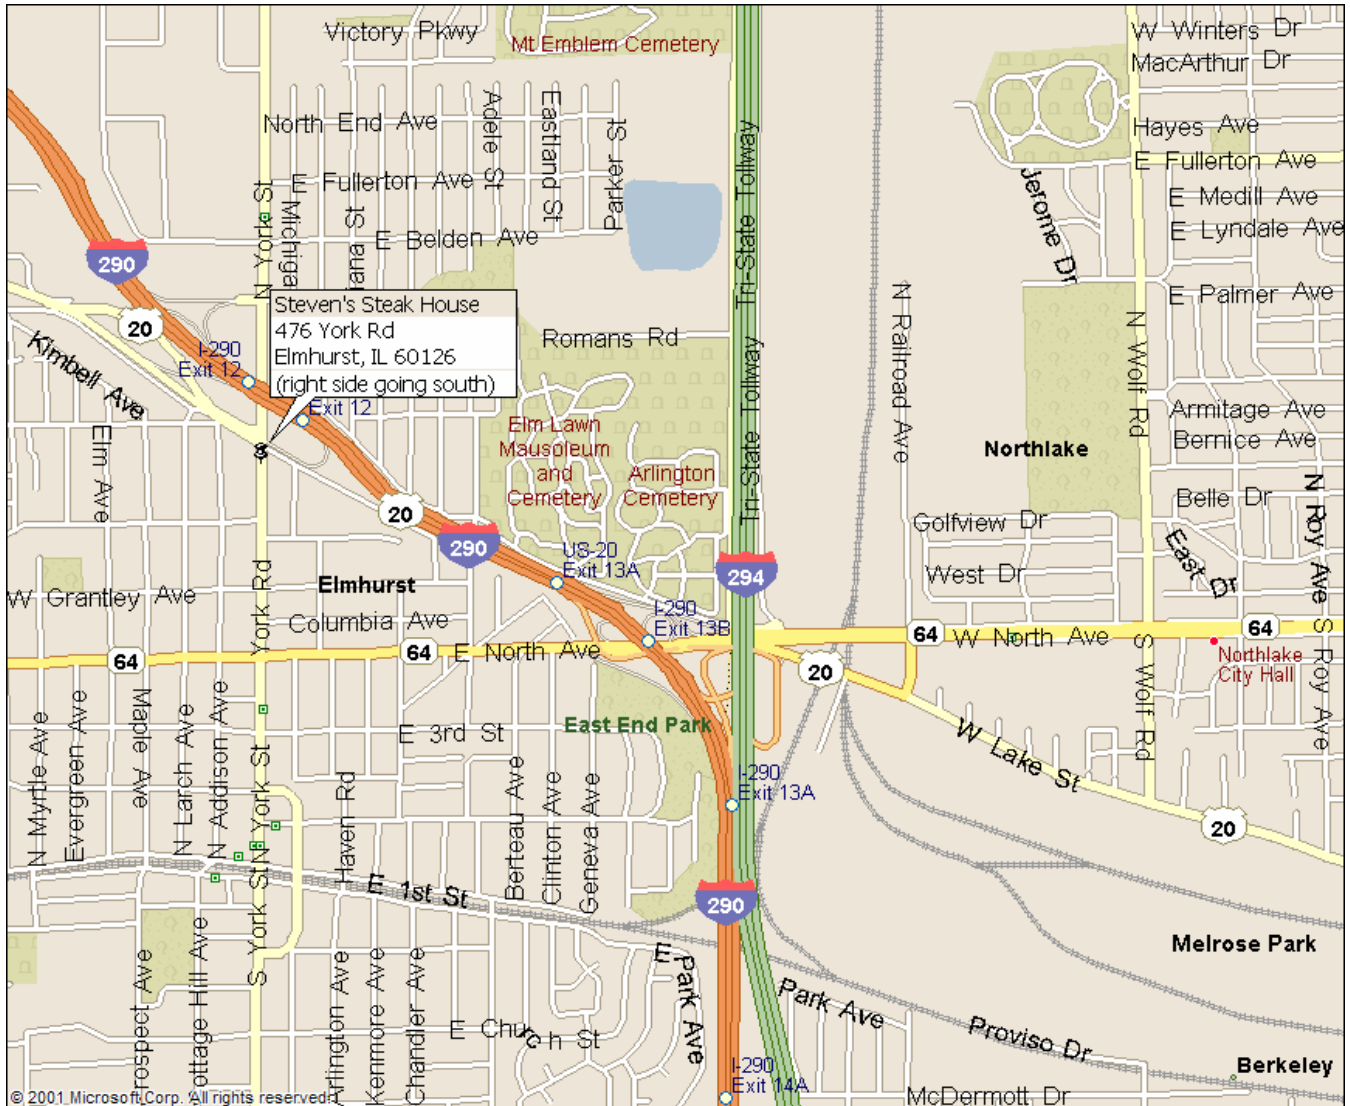 Victory Pkwy
Mt Emblem Cemetery
W Winters Dr
MacArthur Dr
North End Ave
Adele St
Eastland St
Parker St
Hayes Ave
E Fullerton Ave
E Fullerton Ave
E Medill Ave
E Lyndale Ave
Jerome Dr
N York St
E Michiga
iana St
E Belden Ave
Tri-State Tollway
Tri-State Tollway
Tri-State Tollway
290
E Palmer Ave
N Railroad Ave
N Wolf Rd
20
Steven's Steak House
476 York Rd
Elmhurst, IL 60126
(right side going south)
Romans Rd
Kimbell Ave
I-290
Exit 12
Exit 12
Elm Lawn
Mausoleum
and
Cemetery
Arlington
Cemetery
Northlake
Armitage Ave
Bernice Ave
Elm Ave
Belle Dr
N Roy Ave
20
290
Golfview Dr
US-20
Exit 13A
294
West Dr
East Dr
W Grantley Ave
York Rd
Elmhurst
Columbia Ave
I-290
Exit 13B
64
W North Ave
64
64
64
E North Ave
20
Northlake
City Hall
S Wolf Rd
S Roy Ave
N Myrtle Ave
Evergreen Ave
Maple Ave
N Larch Ave
N Addison Ave
N York St
E 3rd St
East End Park
W Lake St
Haven Rd
Berteau Ave
Clinton Ave
Geneva Ave
I-290
Exit 13A
20
E 1st St
290
S York St
Melrose Park
Prospect Ave
Cottage Hill Ave
Arlington Ave
Kenmore Ave
Chandler Ave
E Church St
E Park Ave
Park Ave
Proviso Dr
Berkeley
I-290
Exit 14A
McDermott Dr
© 2001 Microsoft Corp. All rights reserved.